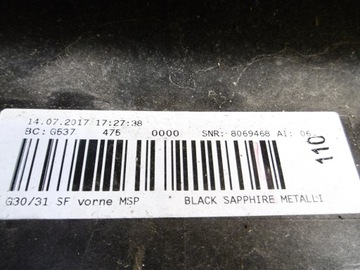 14.07.2017 17:27:38
BC: G537 475 0000 SNR: 8069468 AI: 06
110
G30/31 SF vorne MSP BLACK SAPPHIRE METALLI